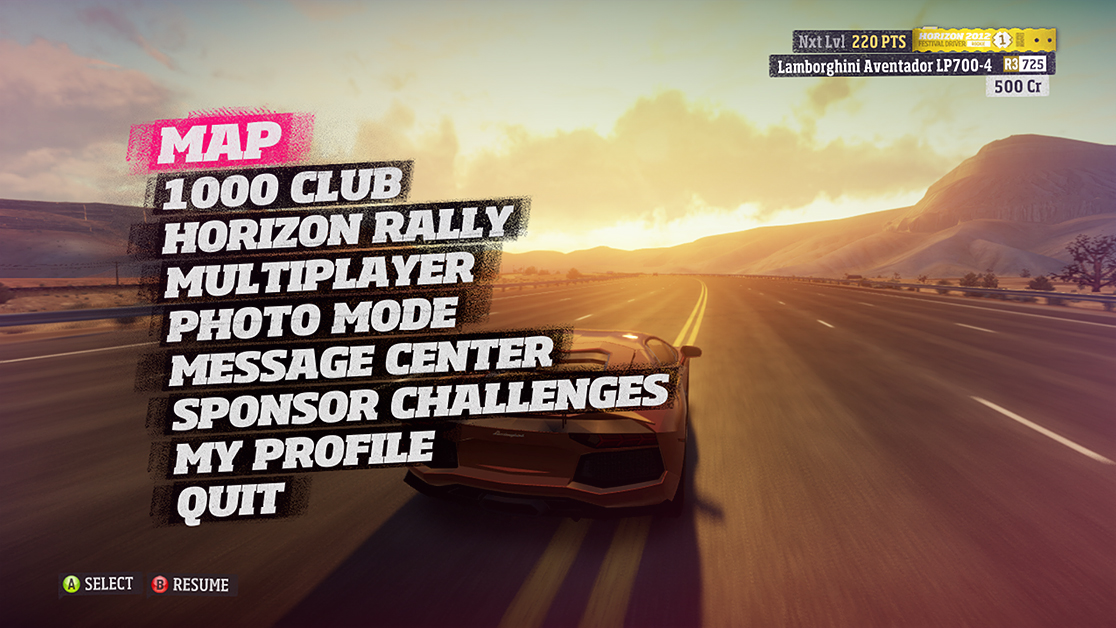 Nxt Lvl 220 PTS HORIZON 2012 1
FESTIVAL DRIVER
Lamborghini Aventador LP700-4 R3 725
500 Cr
MAP
1000 CLUB
HORIZON RALLY
MULTIPLAYER
PHOTO MODE
MESSAGE CENTER
SPONSOR CHALLENGES
MY PROFILE
QUIT
A SELECT B RESUME